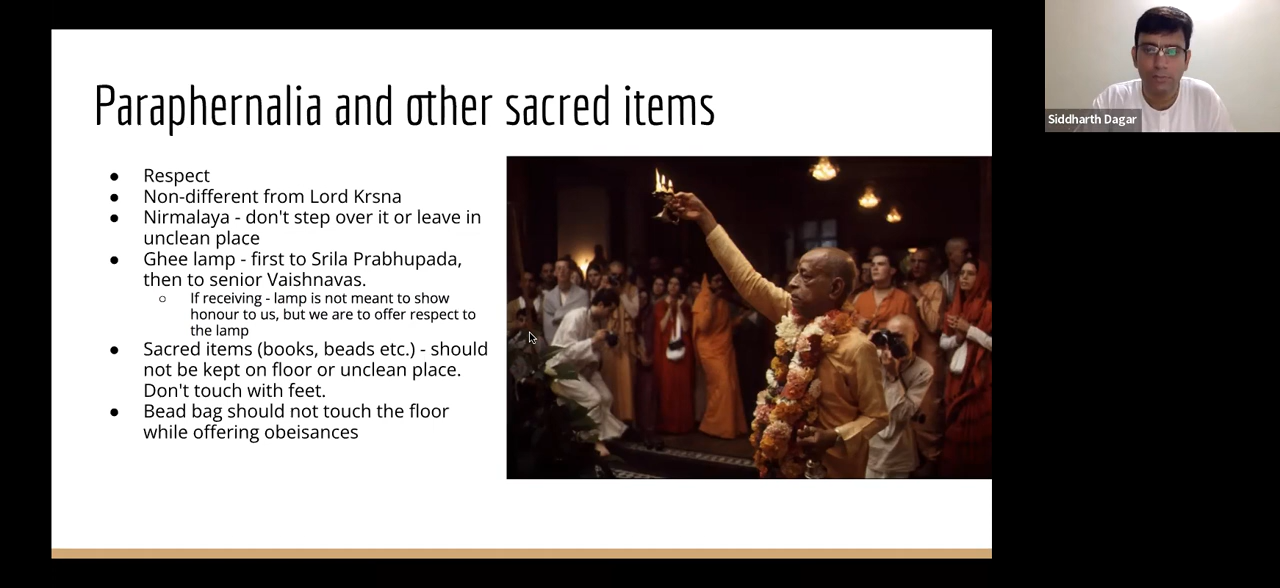 Paraphernalia and other sacred items
● Respect
● Non-different from Lord Krsna
● Nirmalaya - don't step over it or leave in
unclean place
● Ghee lamp - first to Srila Prabhupada,
then to senior Vaishnavas.
○ If receiving - lamp is not meant to show
honour to us, but we are to offer respect to
the lamp
● Sacred items (books, beads etc.) - should
not be kept on floor or unclean place.
Don't touch with feet.
● Bead bag should not touch the floor
while offering obeisances
Siddharth Dagar